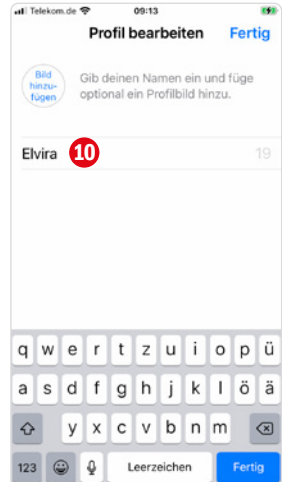 Telekom.de 09:13
Profil bearbeiten Fertig
Bild hinzu-fügen
Gib deinen Namen ein und füge
optional ein Profilbild hinzu.
Elvira 10 19
q w e r t z u i o p ü
a s d f g h j k l ö ä
y x c v b n m
123 Leerzeichen Fertig